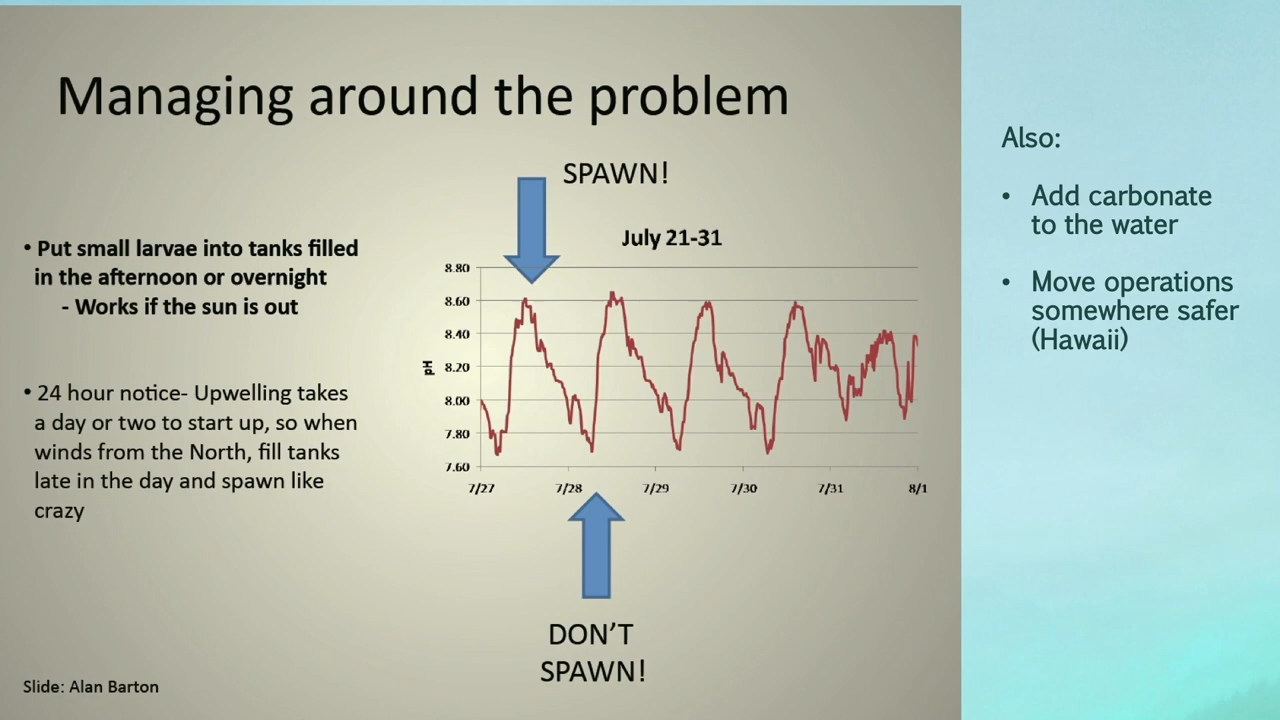 Managing around the problem
SPAWN!
• Put small larvae into tanks filled
in the afternoon or overnight
- Works if the sun is out
• 24 hour notice- Upwelling takes
a day or two to start up, so when
winds from the North, fill tanks
late in the day and spawn like
crazy
July 21-31
8.80
8.60
8.40
8.20
8.00
7.80
7.60
pH
7/27 7/28 7/29 7/30 7/31 8/1
DON'T
SPAWN!
Slide: Alan Barton
Also:
• Add carbonate
to the water
• Move operations
somewhere safer
(Hawaii)